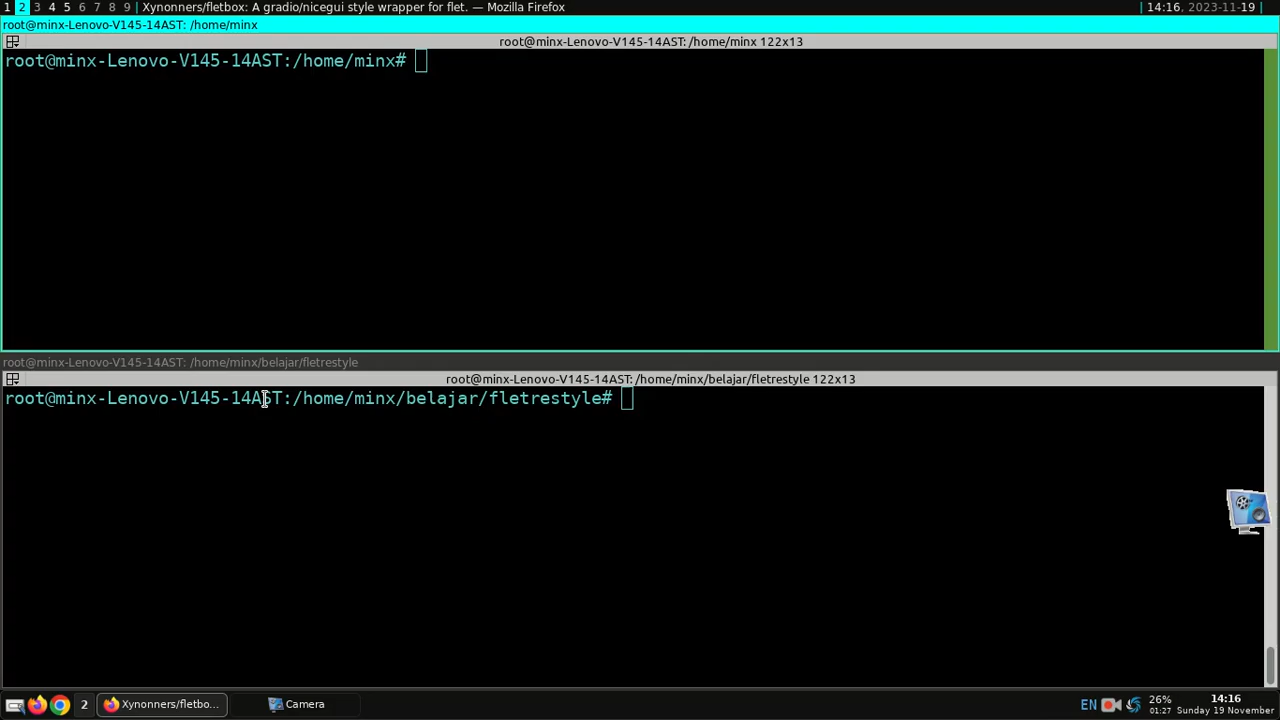 1 2 3 4 5 6 7 8 9 | Xynonners/fletbox: A gradio/nicegui style wrapper for flet. — Mozilla Firefox | 14:16, 2023-11-19 |
root@minx-Lenovo-V145-14AST: /home/minx
root@minx-Lenovo-V145-14AST: /home/minx 122x13
root@minx-Lenovo-V145-14AST:/home/minx#
root@minx-Lenovo-V145-14AST: /home/minx/belajar/fletrestyle
root@minx-Lenovo-V145-14AST: /home/minx/belajar/fletrestyle 122x13
root@minx-Lenovo-V145-14AST:/home/minx/belajar/fletrestyle#
2 Xynonners/fletbo... Camera EN 26% 01:27 14:16 Sunday 19 November